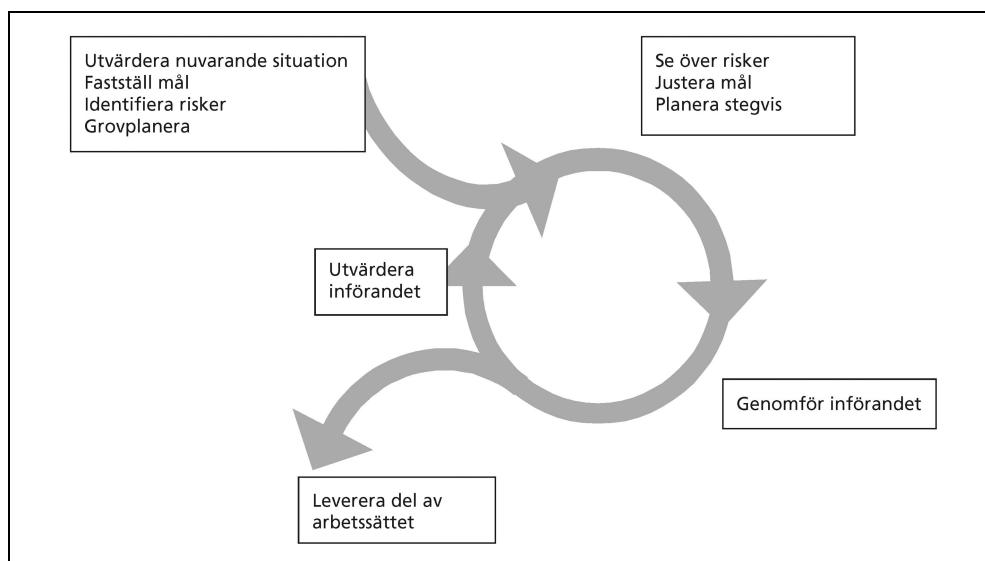 Utvärdera nuvarande situation
Fastställ mål
Identifiera risker
Grovplanera
Se över risker
Justera mål
Planera stegvis
Utvärdera
införandet
Genomför införandet
Leverera del av
arbetssättet